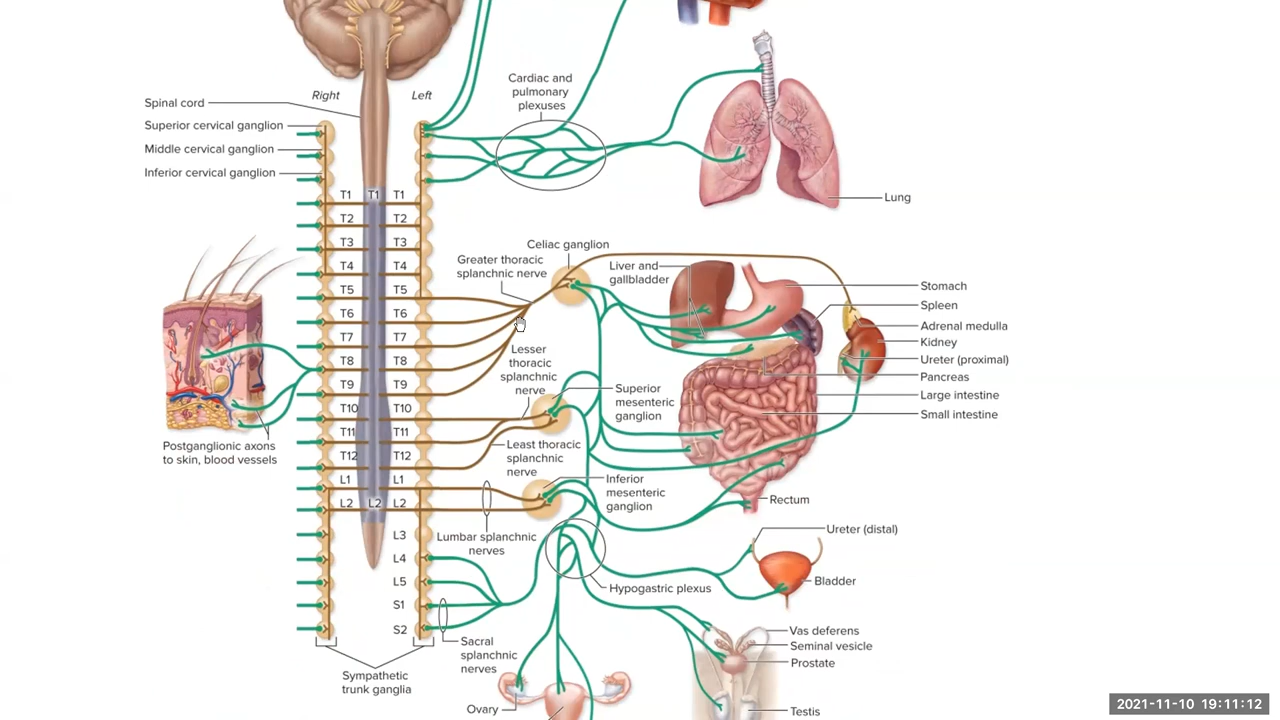 Cardiac and
pulmonary
plexuses
Right
Left
Spinal cord
Superior cervical ganglion
Middle cervical ganglion
Inferior cervical ganglion
Lung
T1 T1 T1
T2 T2
T3 T3
T4 T4
T5 T5
T6 T6
T7 T7
T8 T8
T9 T9
T10 T10
T11 T11
T12 T12
L1 L1
L2 L2 L2
L3
L4
L5
S1
S2
Celiac ganglion
Greater thoracic
splanchnic nerve
Liver and
gallbladder
Stomach
Spleen
Adrenal medulla
Kidney
Ureter (proximal)
Pancreas
Large intestine
Small intestine
Lesser
thoracic
splanchnic
nerve
Superior
mesenteric
ganglion
Postganglionic axons
to skin, blood vessels
Least thoracic
splanchnic
nerve
Inferior
mesenteric
ganglion
Rectum
Lumbar splanchnic
nerves
Ureter (distal)
Bladder
Hypogastric plexus
Sacral
splanchnic
nerves
Vas deferens
Seminal vesicle
Prostate
Sympathetic
trunk ganglia
Ovary
Testis
2021-11-10 19:11:12